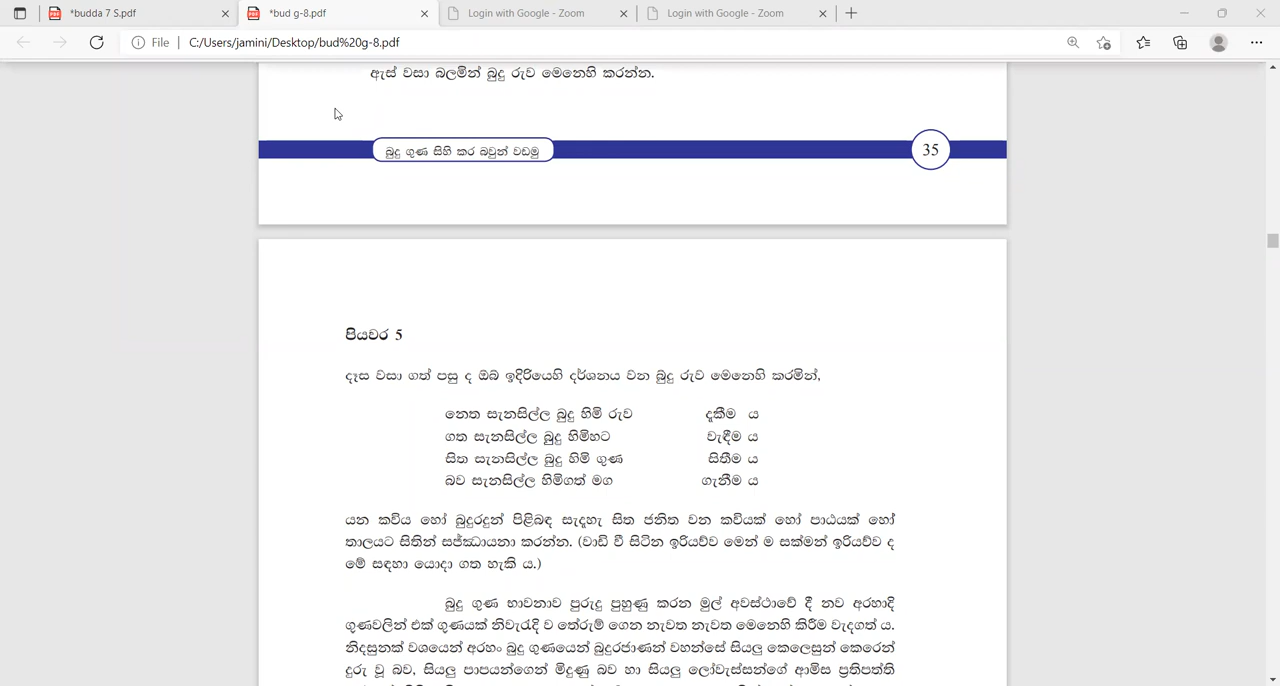 *budda 7 S.pdf
*bud g-8.pdf
Login with Google - Zoom
Login with Google - Zoom
File | C:/Users/jamini/Desktop/bud%20g-8.pdf
ඇස් වසා බලමින් බුදු රුව මෙනෙහි කරන්න.
බුදු ගුණ සිහි කර බවුන් වඩමු
35
පියවර 5
දෑස වසා ගත් පසු ද ඔබ ඉදිරියෙහි දර්ශනය වන බුදු රුව මෙනෙහි කරමින්,
නෙත සැනසිල්ල බුදු හිමි රුව දැකීම ය
ගත සැනසිල්ල බුදු හිමිහට වැඳීම ය
සිත සැනසිල්ල බුදු හිමි ගුණ සිතීම ය
බව සැනසිල්ල හිමිගත් මග ගැනීම ය
යන කවිය හෝ බුදුරදුන් පිළිබඳ සැදැහැ සිත ජනිත වන කවියක් හෝ පාඨයක් හෝ
තාලයට සිතින් සජ්ඣායනා කරන්න. (වාඩි වී සිටින ඉරියව්ව මෙන් ම සක්මන් ඉරියව්ව ද
මේ සඳහා යොදා ගත හැකි ය.)
බුදු ගුණ භාවනාව පුරුදු පුහුණු කරන මුල් අවස්ථාවේ දී නව අරහාදි
ගුණවලින් එක් ගුණයක් නිවැරැදි ව තේරුම් ගෙන නැවත නැවත මෙනෙහි කිරීම වැදගත් ය.
නිදසුනක් වශයෙන් අරහං බුදු ගුණයෙන් බුදුරජාණන් වහන්සේ සියලු කෙලෙසුන් කෙරෙන්
දුරු වූ බව, සියලු පාපයන්ගෙන් මිදුණු බව හා සියලු ලෝවැස්සන්ගේ ආමිස ප්‍රතිපත්ති